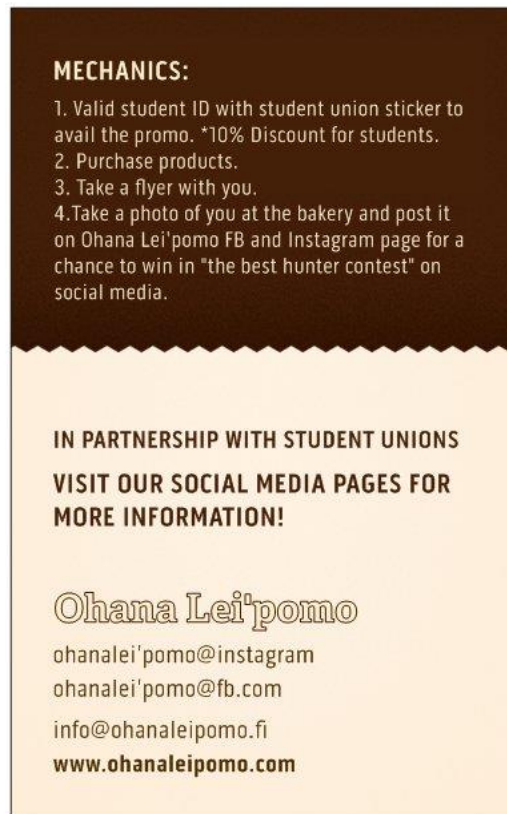 MECHANICS:
1. Valid student ID with student union sticker to
avail the promo. *10% Discount for students.
2. Purchase products.
3. Take a flyer with you.
4.Take a photo of you at the bakery and post it
on Ohana Lei'pomo FB and Instagram page for a
chance to win in "the best hunter contest" on
social media.
IN PARTNERSHIP WITH STUDENT UNIONS
VISIT OUR SOCIAL MEDIA PAGES FOR
MORE INFORMATION!
Ohana Lei'pomo
ohanalei'pomo@instagram
ohanalei'pomo@fb.com
info@ohanaleipomo.fi
www.ohanaleipomo.com